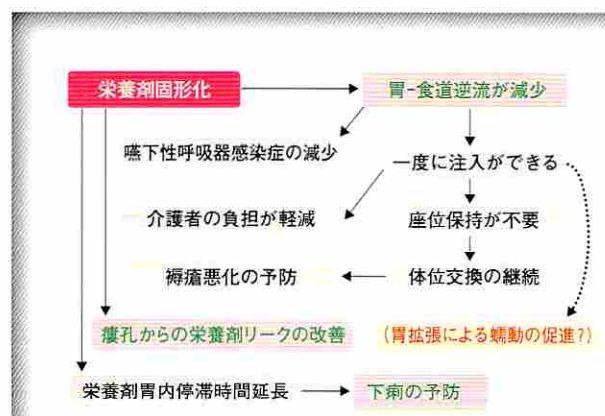 栄養剤固形化
胃-食道逆流が減少
嚥下性呼吸器感染症の減少
一度に注入ができる
介護者の負担が軽減
座位保持が不要
褥瘡悪化の予防
体位交換の継続
瘻孔からの栄養剤リークの改善
(胃拡張による蠕動の促進?)
栄養剤胃内停滞時間延長
下痢の予防